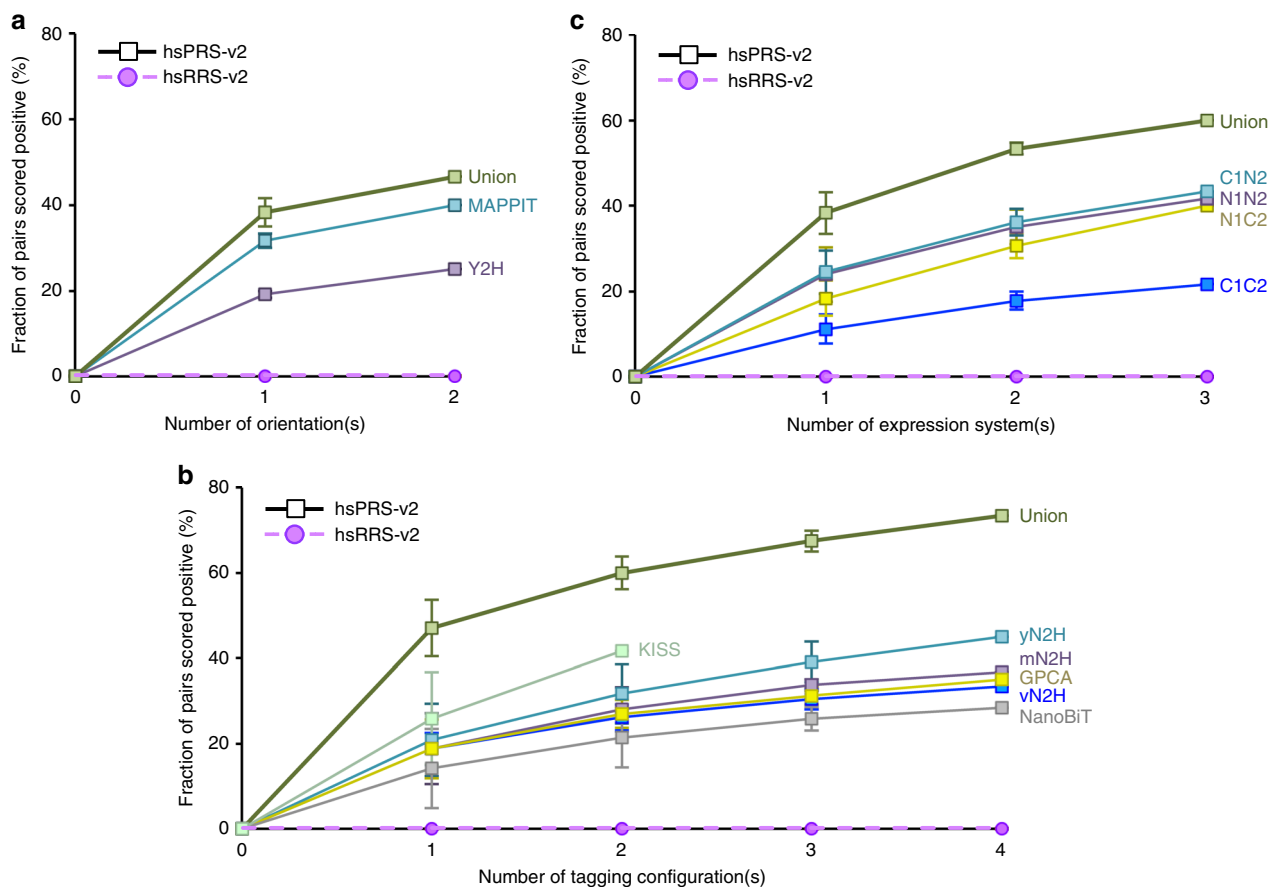 a
80
60
40
20
0
Fraction of pairs scored positive (%)
hsPRS-v2
hsRRS-v2
Union
MAPPIT
Y2H
0 1 2
Number of orientation(s)
c
80
60
40
20
0
Fraction of pairs scored positive (%)
hsPRS-v2
hsRRS-v2
Union
C1N2
N1N2
N1C2
C1C2
0 1 2 3
Number of expression system(s)
b
80
60
40
20
0
Fraction of pairs scored positive (%)
hsPRS-v2
hsRRS-v2
Union
KISS
yN2H
mN2H
GPCA
vN2H
NanoBiT
0 1 2 3 4
Number of tagging configuration(s)